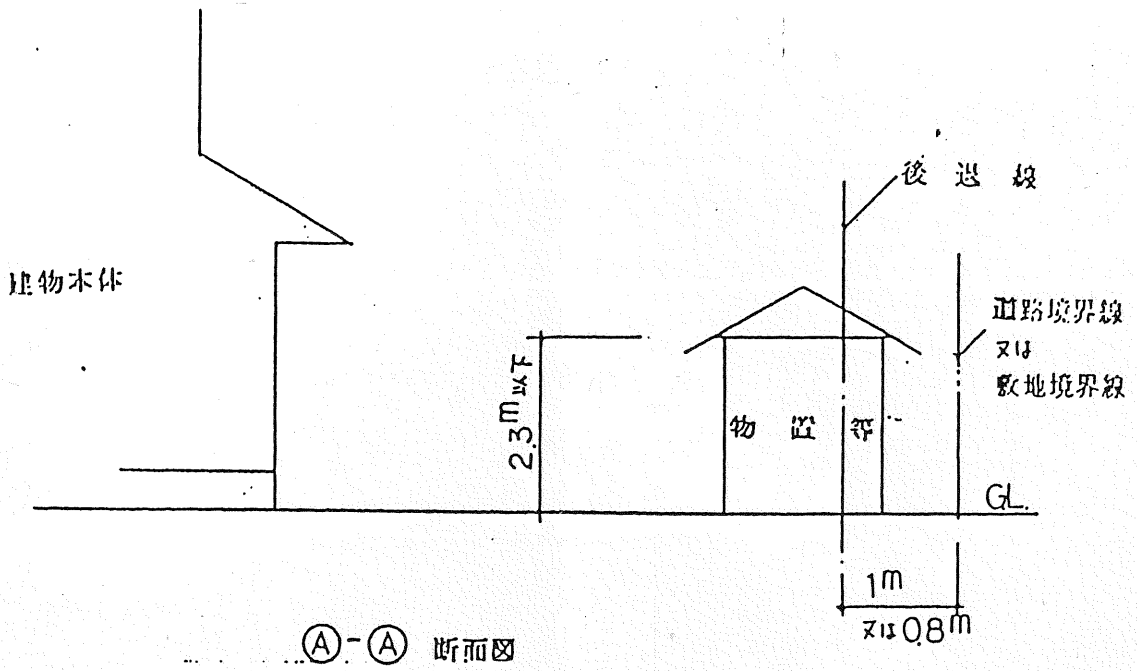 後退線
建物本体
道路境界線
又は
敷地境界線
2.3m以下
物置等
GL.
1m
又は0.8m
Ⓐ-Ⓐ 断面図